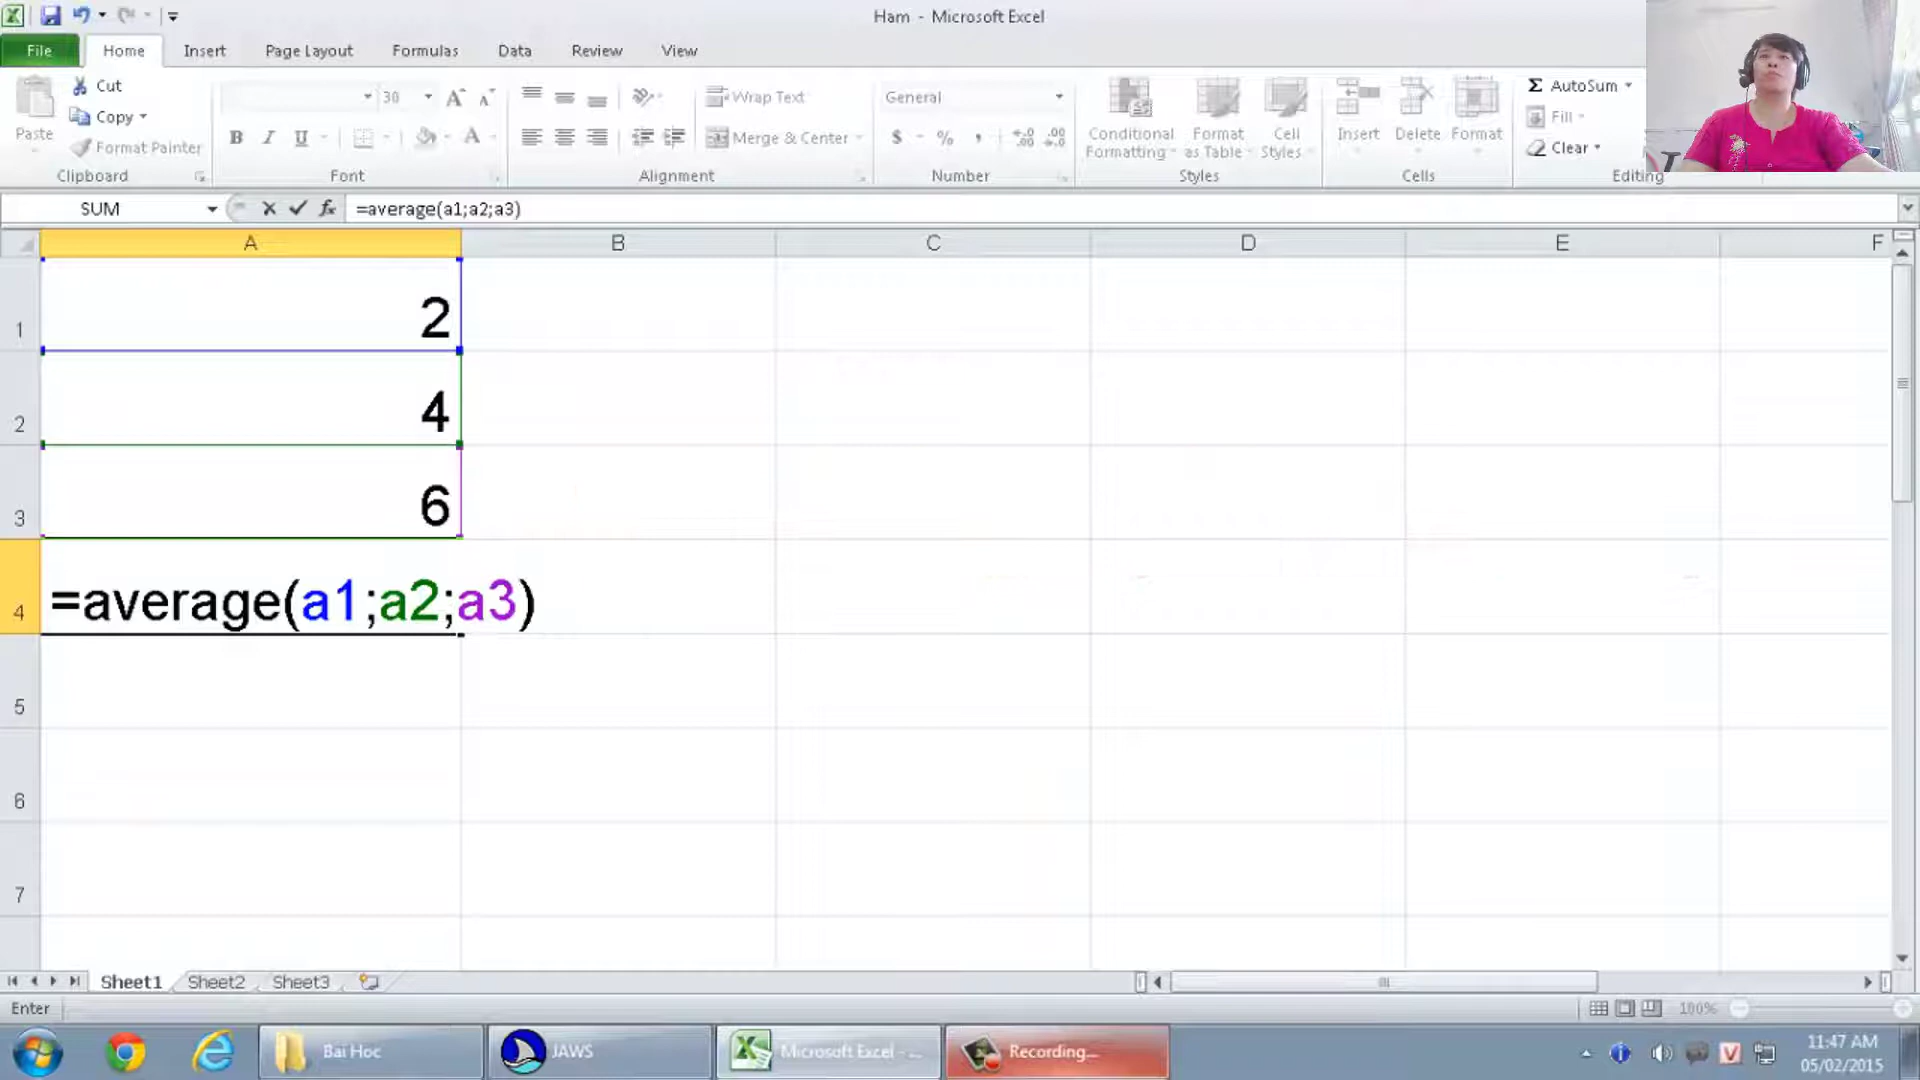 Ham - Microsoft Excel
File Home Insert Page Layout Formulas Data Review View
Cut
Copy
Format Painter
Paste
Clipboard
30
B I U
Font
Wrap Text
Merge & Center
Alignment
General
$ % ,
Number
Conditional Formatting
Format as Table
Cell Styles
Styles
Insert Delete Format
Cells
Σ AutoSum
Fill
Clear
Editing
SUM fx =average(a1;a2;a3)
A B C D E F
1 2
2 4
3 6
4 =average(a1;a2;a3)
5
6
7
Sheet1 Sheet2 Sheet3
Enter 100%
Bai Hoc JAWS Microsoft Excel - ... Recording... V 11:47 AM
05/02/2015